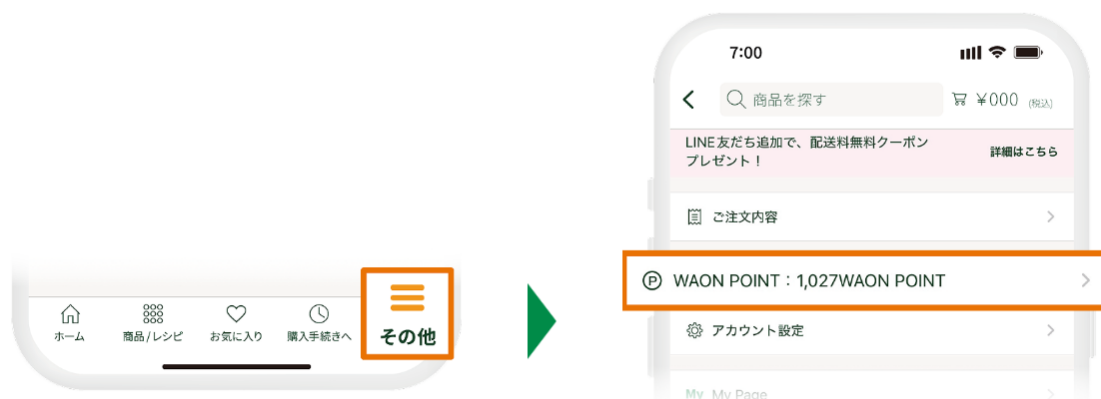 ホーム
商品/レシピ
お気に入り
購入手続きへ
その他
7:00
商品を探す
¥000 (税込)
LINE友だち追加で、配送料無料クーポン
プレゼント！
詳細はこちら
ご注文内容
P WAON POINT：1,027WAON POINT
アカウント設定
My My Page